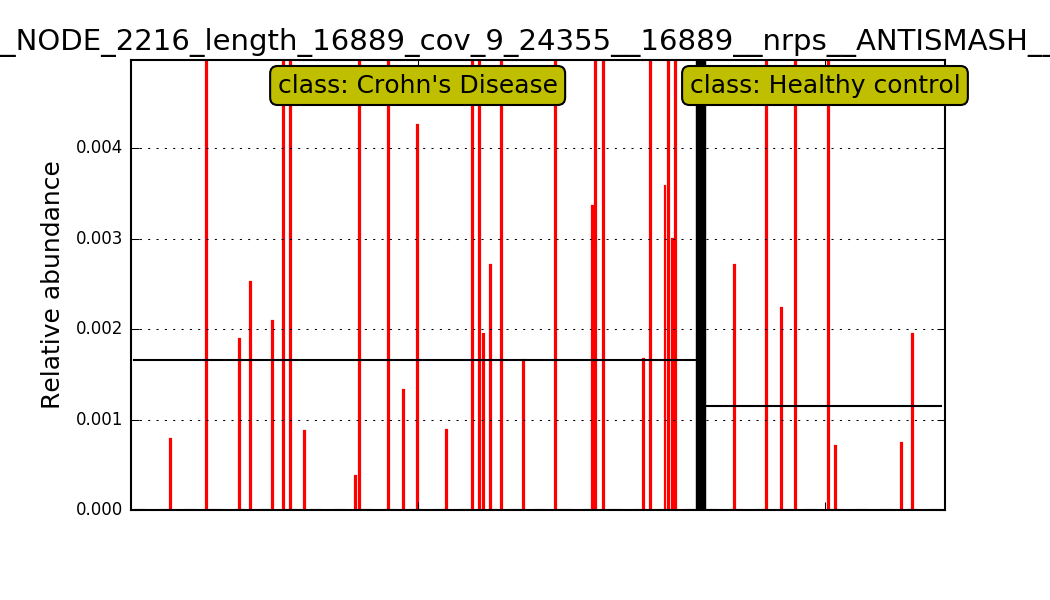 _NODE_2216_length_16889_cov_9_24355__16889__nrps__ANTISMASH__
class: Crohn's Disease
class: Healthy control
Relative abundance
0.004
0.003
0.002
0.001
0.000